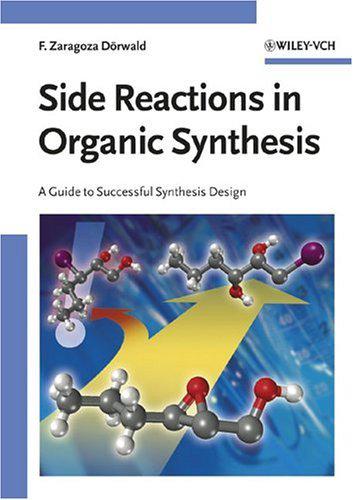 F. Zaragoza Dörwald
WILEY-VCH
Side Reactions in
Organic Synthesis
A Guide to Successful Synthesis Design